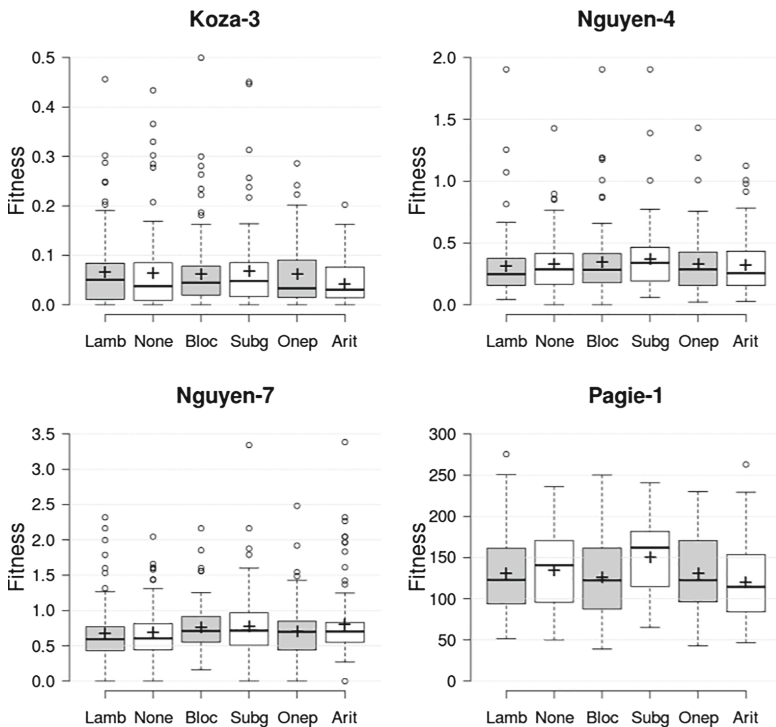 Koza-3
Nguyen-4
Fitness
0.5
0.4
0.3
0.2
0.1
0.0
Lamb None Bloc Subg Onep Arit
Fitness
2.0
1.5
1.0
0.5
0.0
Lamb None Bloc Subg Onep Arit
Nguyen-7
Pagie-1
Fitness
3.5
3.0
2.5
2.0
1.5
1.0
0.5
0.0
Lamb None Bloc Subg Onep Arit
Fitness
300
250
200
150
100
50
0
Lamb None Bloc Subg Onep Arit